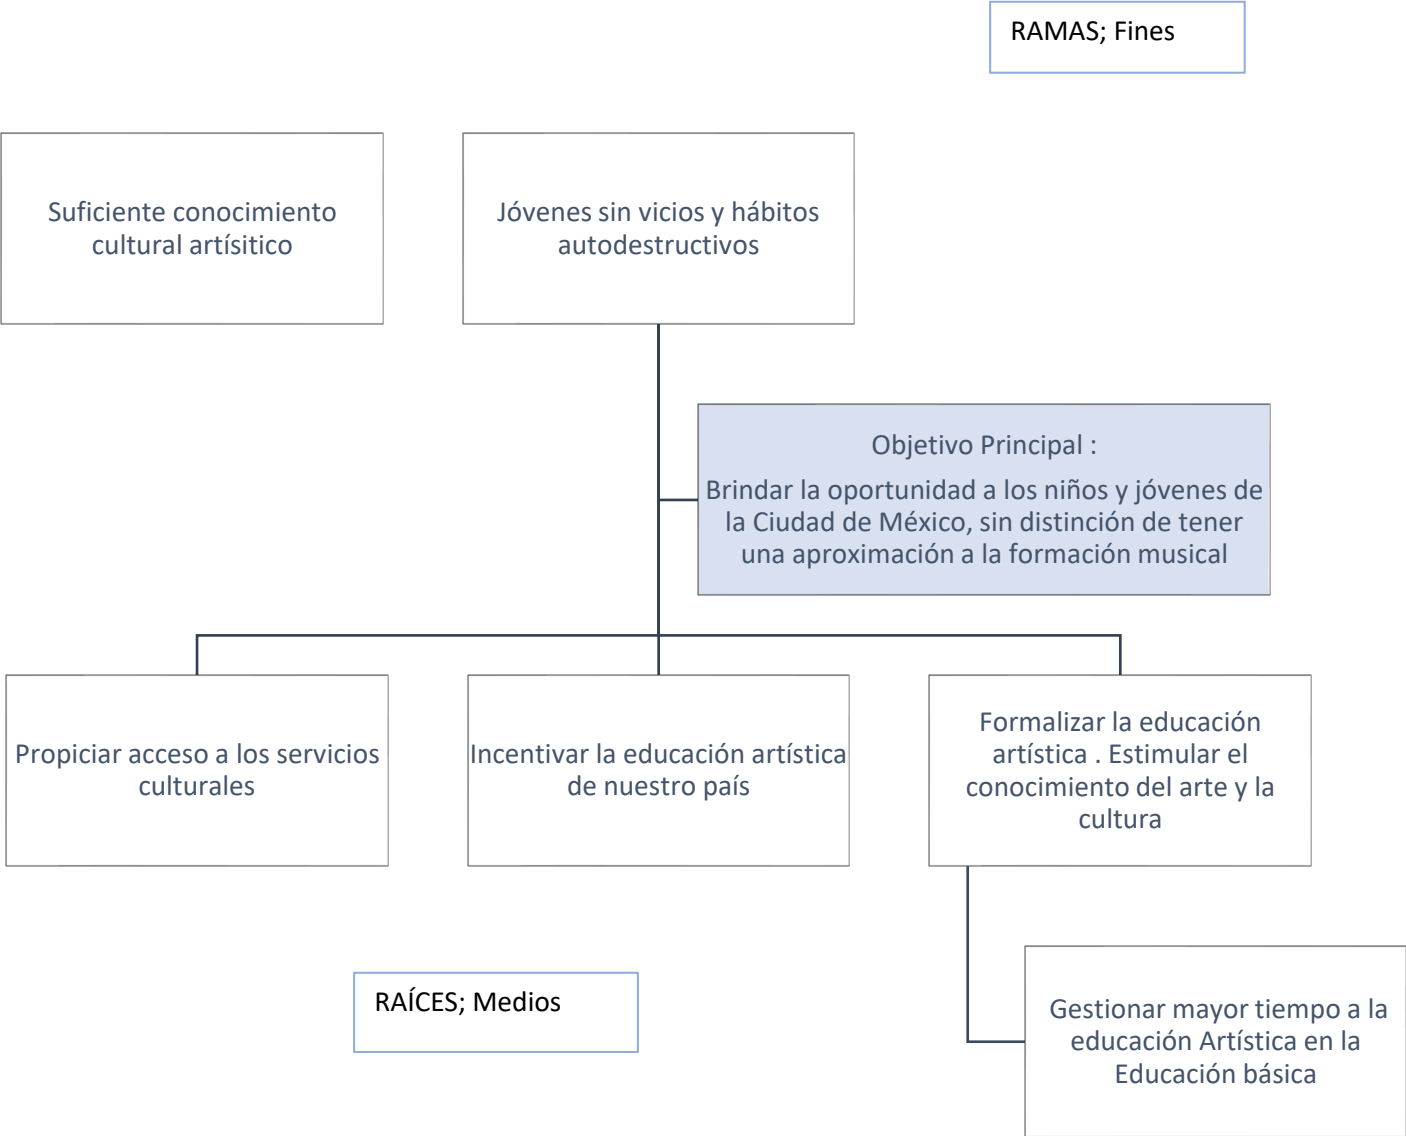 RAMAS; Fines
Suficiente conocimiento
cultural artísitico
Jóvenes sin vicios y hábitos
autodestructivos
Objetivo Principal :
Brindar la oportunidad a los niños y jóvenes de
la Ciudad de México, sin distinción de tener
una aproximación a la formación musical
Propiciar acceso a los servicios
culturales
Incentivar la educación artística
de nuestro país
Formalizar la educación
artística . Estimular el
conocimiento del arte y la
cultura
RAÍCES; Medios
Gestionar mayor tiempo a la
educación Artística en la
Educación básica